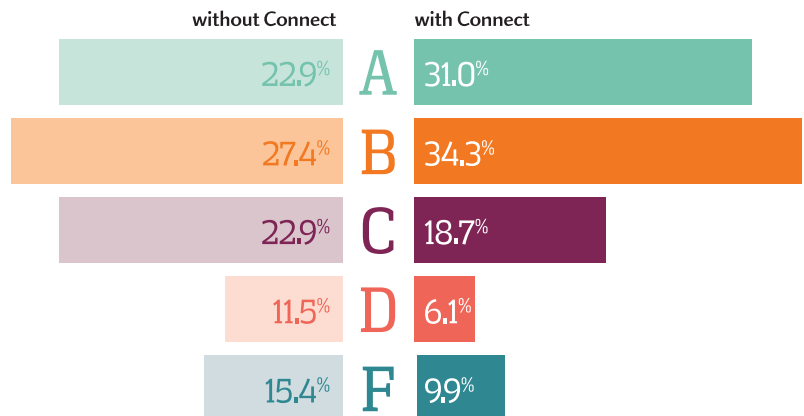 without Connect with Connect
22.9% A 31.0%
27.4% B 34.3%
22.9% C 18.7%
11.5% D 6.1%
15.4% F 9.9%